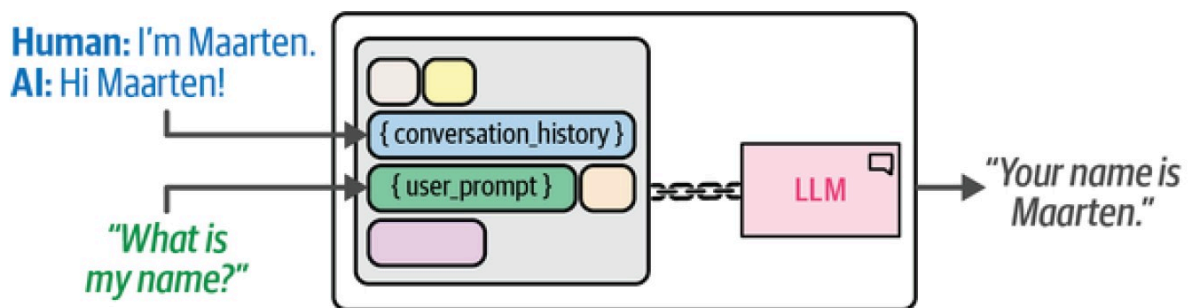 Human: I'm Maarten.
AI: Hi Maarten!
{ conversation_history }
{ user_prompt }
"What is
my name?"
LLM
"Your name is
Maarten."